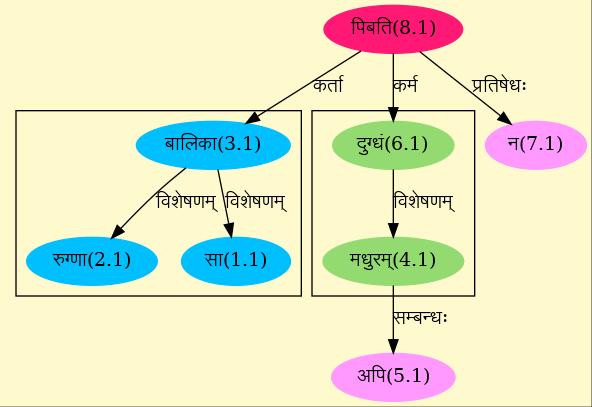 पिबति(8.1)
कर्ता
कर्म
प्रतिषेधः
बालिका(3.1)
दुग्धं(6.1)
न(7.1)
विशेषणम्
विशेषणम्
विशेषणम्
रुग्णा(2.1)
सा(1.1)
मधुरम्(4.1)
सम्बन्धः
अपि(5.1)